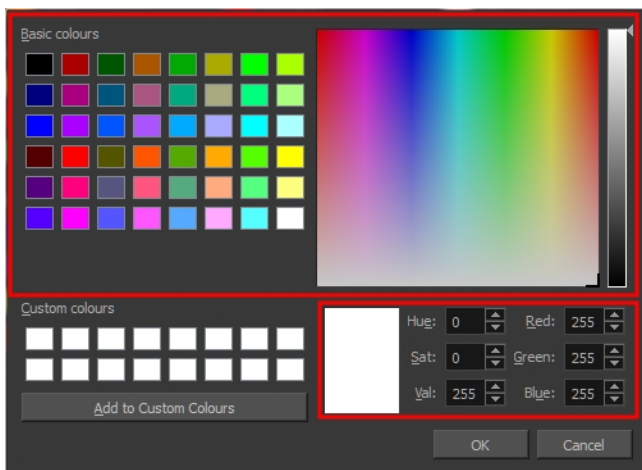 Basic colours
Custom colours
Add to Custom Colours
Hue: 0 Red: 255
Sat: 0 Green: 255
Val: 255 Blue: 255
OK Cancel